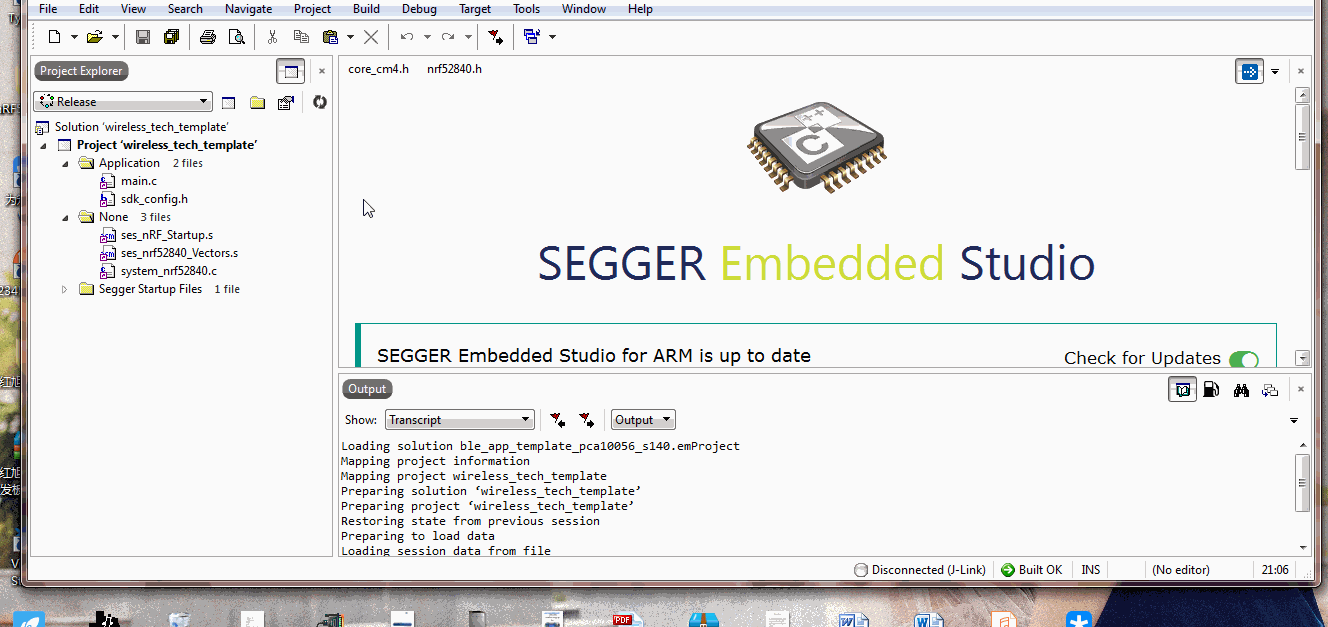 File Edit View Search Navigate Project Build Debug Target Tools Window Help
Project Explorer
Release
Solution ‘wireless_tech_template’
Project ‘wireless_tech_template’
Application 2 files
main.c
sdk_config.h
None 3 files
ses_nRF_Startup.s
ses_nrf52840_Vectors.s
system_nrf52840.c
Segger Startup Files 1 file
core_cm4.h nrf52840.h
C
SEGGER Embedded Studio
SEGGER Embedded Studio for ARM is up to date
Check for Updates
Output
Show: Transcript Output
Loading solution ble_app_template_pca10056_s140.emProject
Mapping project information
Mapping project wireless_tech_template
Preparing solution ‘wireless_tech_template’
Preparing project ‘wireless_tech_template’
Restoring state from previous session
Preparing to load data
Loading session data from file
Disconnected (J-Link) Built OK INS (No editor) 21:06
PDF